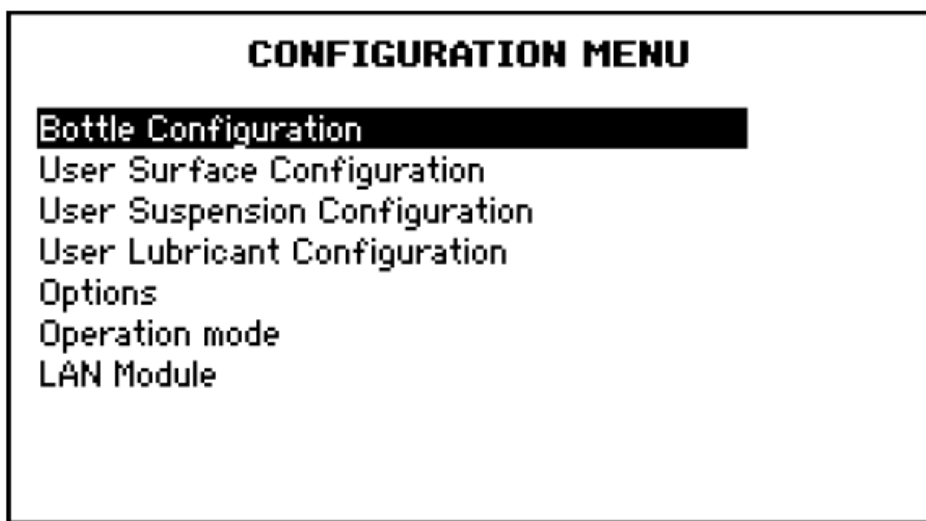 CONFIGURATION MENU
Bottle Configuration
User Surface Configuration
User Suspension Configuration
User Lubricant Configuration
Options
Operation mode
LAN Module